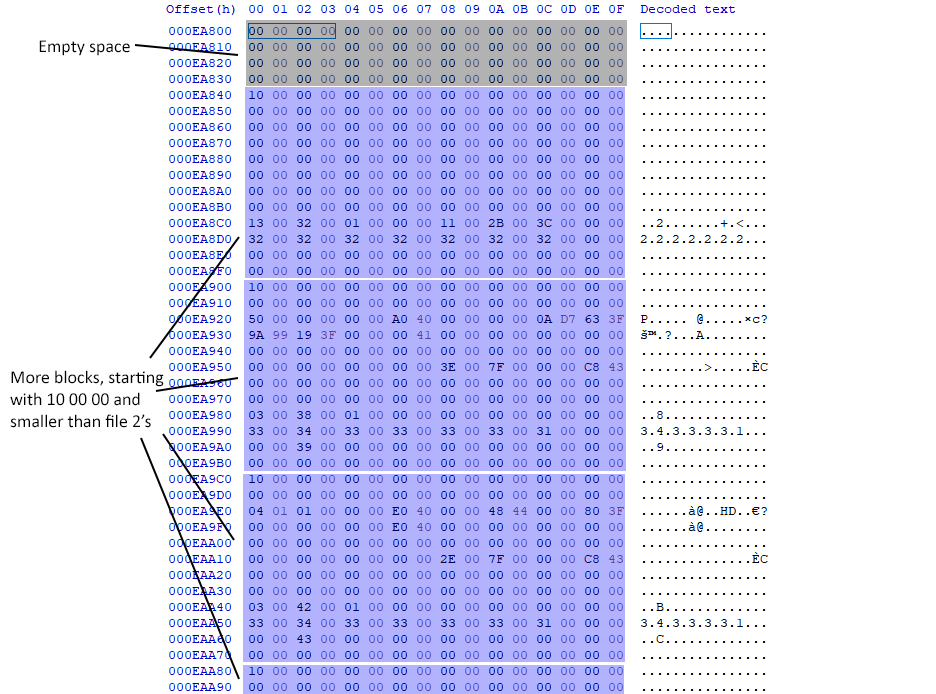 Offset(h) 00 01 02 03 04 05 06 07 08 09 0A 0B 0C 0D 0E 0F Decoded text
000EA800 00 00 00 00 00 00 00 00 00 00 00 00 00 00 00 00 ................
Empty space
000EA810 00 00 00 00 00 00 00 00 00 00 00 00 00 00 00 00 ................
000EA820 00 00 00 00 00 00 00 00 00 00 00 00 00 00 00 00 ................
000EA830 00 00 00 00 00 00 00 00 00 00 00 00 00 00 00 00 ................
000EA840 10 00 00 00 00 00 00 00 00 00 00 00 00 00 00 00 ................
000EA850 00 00 00 00 00 00 00 00 00 00 00 00 00 00 00 00 ................
000EA860 00 00 00 00 00 00 00 00 00 00 00 00 00 00 00 00 ................
000EA870 00 00 00 00 00 00 00 00 00 00 00 00 00 00 00 00 ................
000EA880 00 00 00 00 00 00 00 00 00 00 00 00 00 00 00 00 ................
000EA890 00 00 00 00 00 00 00 00 00 00 00 00 00 00 00 00 ................
000EA8A0 00 00 00 00 00 00 00 00 00 00 00 00 00 00 00 00 ................
000EA8B0 00 00 00 00 00 00 00 00 00 00 00 00 00 00 00 00 ................
000EA8C0 13 00 32 00 01 00 00 00 11 00 2B 00 3C 00 00 00 ..2.......+.<...
000EA8D0 32 00 32 00 32 00 32 00 32 00 32 00 32 00 00 00 2.2.2.2.2.2.2...
000EA8E0 00 00 00 00 00 00 00 00 00 00 00 00 00 00 00 00 ................
000EA8F0 00 00 00 00 00 00 00 00 00 00 00 00 00 00 00 00 ................
000EA900 10 00 00 00 00 00 00 00 00 00 00 00 00 00 00 00 ................
000EA910 00 00 00 00 00 00 00 00 00 00 00 00 00 00 00 00 ................
000EA920 50 00 00 00 00 00 A0 40 00 00 00 00 0A D7 63 3F P..... @.....×c?
000EA930 9A 99 19 3F 00 00 00 41 00 00 00 00 00 00 00 00 š™.?...A........
000EA940 00 00 00 00 00 00 00 00 00 00 00 00 00 00 00 00 ................
000EA950 00 00 00 00 00 00 00 00 3E 00 7F 00 00 00 C8 43 ........>.....ÈC
More blocks, starting
with 10 00 00 and
smaller than file 2's
000EA960 00 00 00 00 00 00 00 00 00 00 00 00 00 00 00 00 ................
000EA970 00 00 00 00 00 00 00 00 00 00 00 00 00 00 00 00 ................
000EA980 03 00 38 00 01 00 00 00 00 00 00 00 00 00 00 00 ..8.............
000EA990 33 00 34 00 33 00 33 00 33 00 33 00 31 00 00 00 3.4.3.3.3.3.1...
000EA9A0 00 00 39 00 00 00 00 00 00 00 00 00 00 00 00 00 ..9.............
000EA9B0 00 00 00 00 00 00 00 00 00 00 00 00 00 00 00 00 ................
000EA9C0 10 00 00 00 00 00 00 00 00 00 00 00 00 00 00 00 ................
000EA9D0 00 00 00 00 00 00 00 00 00 00 00 00 00 00 00 00 ................
000EA9E0 04 01 01 00 00 00 E0 40 00 00 48 44 00 00 80 3F ......à@..HD..€?
000EA9F0 00 00 00 00 00 00 E0 40 00 00 00 00 00 00 00 00 ......à@........
000EAA00 00 00 00 00 00 00 00 00 00 00 00 00 00 00 00 00 ................
000EAA10 00 00 00 00 00 00 00 00 2E 00 7F 00 00 00 C8 43 ..............ÈC
000EAA20 00 00 00 00 00 00 00 00 00 00 00 00 00 00 00 00 ................
000EAA30 00 00 00 00 00 00 00 00 00 00 00 00 00 00 00 00 ................
000EAA40 03 00 42 00 01 00 00 00 00 00 00 00 00 00 00 00 ..B.............
000EAA50 33 00 34 00 33 00 33 00 33 00 33 00 31 00 00 00 3.4.3.3.3.3.1...
000EAA60 00 00 43 00 00 00 00 00 00 00 00 00 00 00 00 00 ..C.............
000EAA70 00 00 00 00 00 00 00 00 00 00 00 00 00 00 00 00 ................
000EAA80 10 00 00 00 00 00 00 00 00 00 00 00 00 00 00 00 ................
000EAA90 00 00 00 00 00 00 00 00 00 00 00 00 00 00 00 00 ................